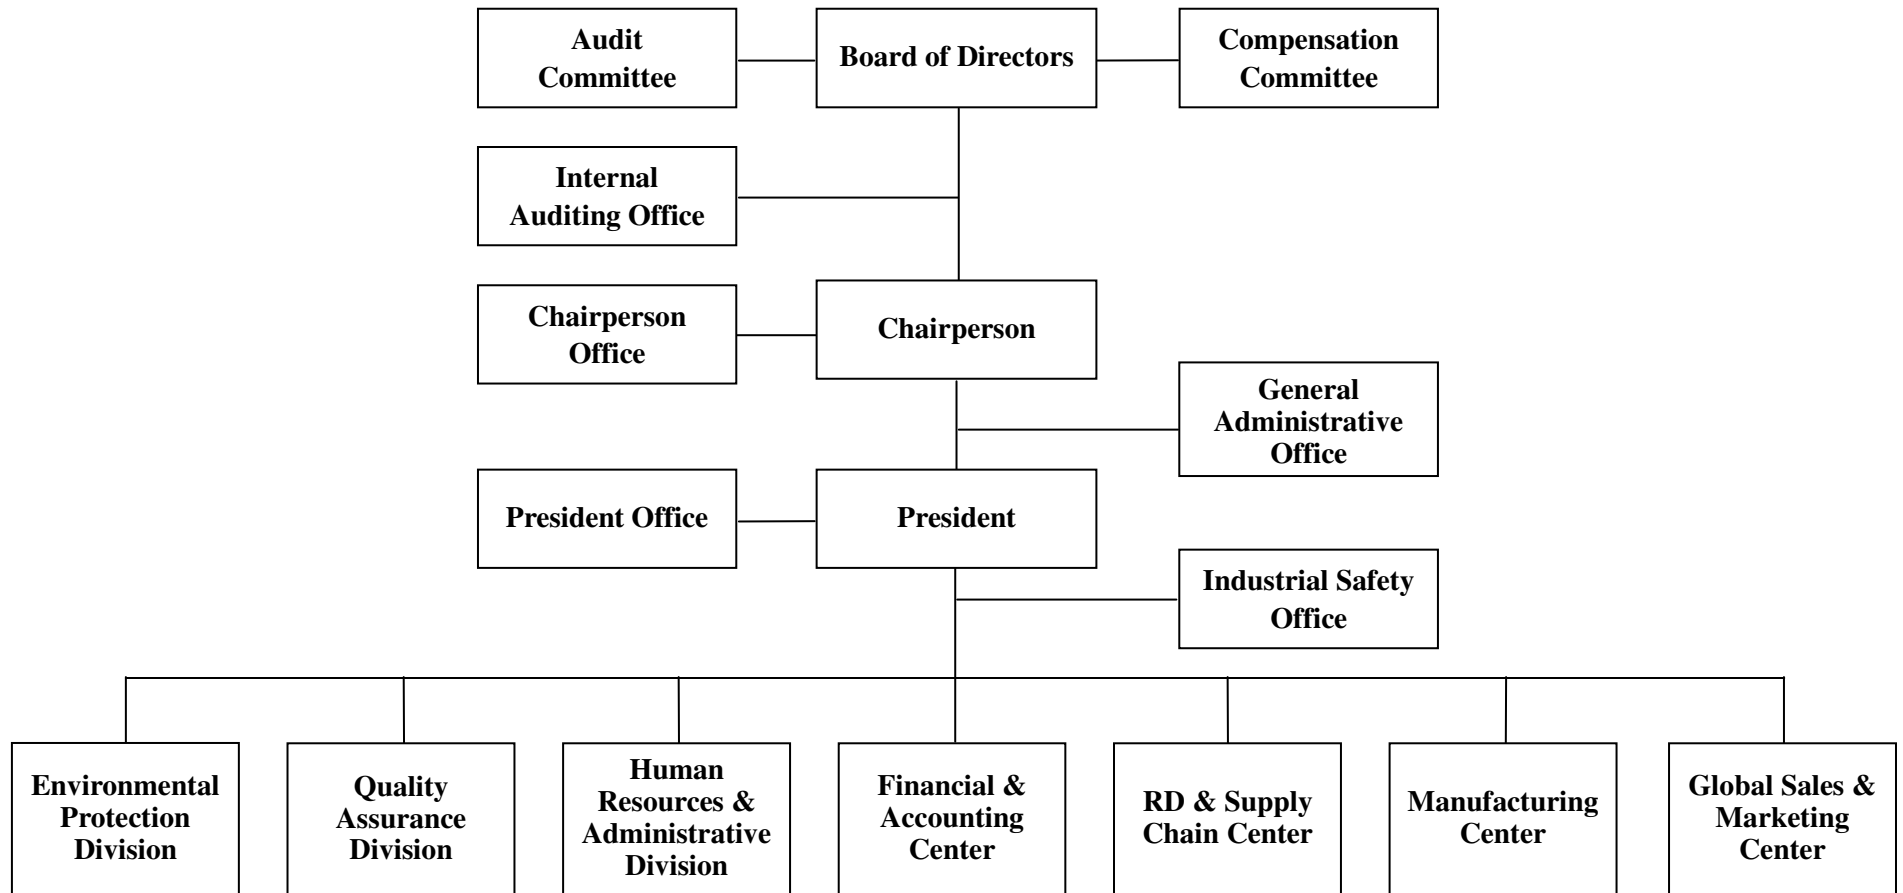 Audit
Committee
Board of Directors
Compensation
Committee
Internal
Auditing Office
Chairperson
Office
Chairperson
General
Administrative
Office
President Office
President
Industrial Safety
Office
Environmental
Protection
Division
Quality
Assurance
Division
Human
Resources &
Administrative
Division
Financial &
Accounting
Center
RD & Supply
Chain Center
Manufacturing
Center
Global Sales &
Marketing
Center